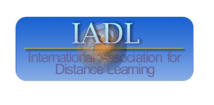 IADL
International Association for
Distance Learning